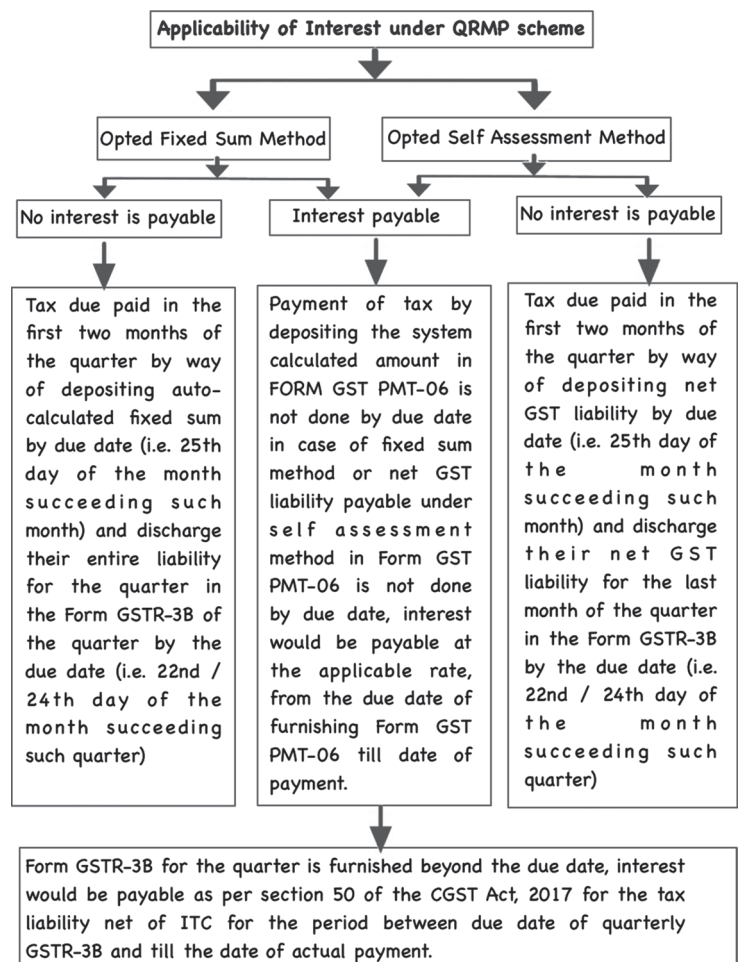 Applicability of Interest under QRMP scheme
Opted Fixed Sum Method
Opted Self Assessment Method
No interest is payable
Interest payable
No interest is payable
Tax due paid in the
first two months of
the quarter by way
of depositing auto-
calculated fixed sum
by due date (i.e. 25th
day of the month
succeeding such
month) and discharge
their entire liability
for the quarter in
the Form GSTR-3B of
the quarter by the
due date (i.e. 22nd /
24th day of the
month succeeding
such quarter)
Payment of tax by
depositing the system
calculated amount in
FORM GST PMT-06 is
not done by due date
in case of fixed sum
method or net GST
liability payable under
self assessment
method in Form GST
PMT-06 is not done
by due date, interest
would be payable at
the applicable rate,
from the due date of
furnishing Form GST
PMT-06 till date of
payment.
Tax due paid in the
first two months of
the quarter by way
of depositing net
GST liability by due
date (i.e. 25th day of
the month
succeeding such
month) and discharge
their net GST
liability for the last
month of the quarter
in the Form GSTR-3B
by the due date (i.e.
22nd / 24th day of
the month
succeeding such
quarter)
Form GSTR-3B for the quarter is furnished beyond the due date, interest
would be payable as per section 50 of the CGST Act, 2017 for the tax
liability net of ITC for the period between due date of quarterly
GSTR-3B and till the date of actual payment.